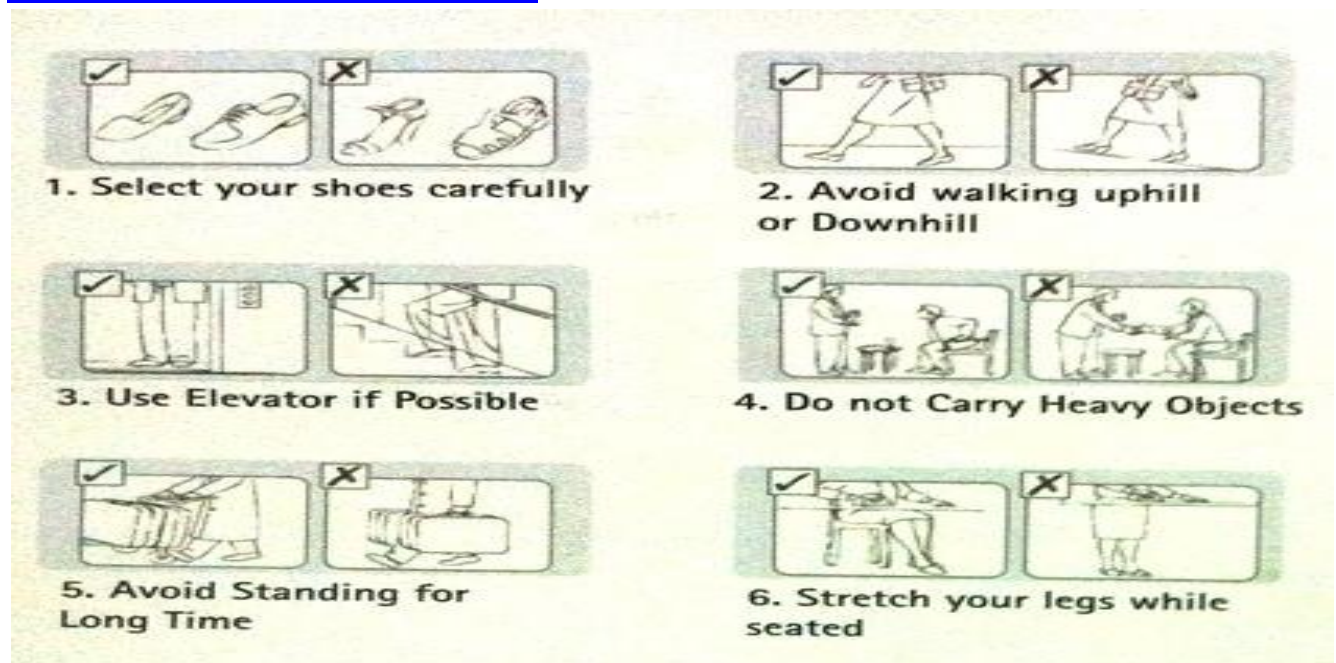 1. Select your shoes carefully
2. Avoid walking uphill
or Downhill
3. Use Elevator if Possible
4. Do not Carry Heavy Objects
5. Avoid Standing for
Long Time
6. Stretch your legs while
seated